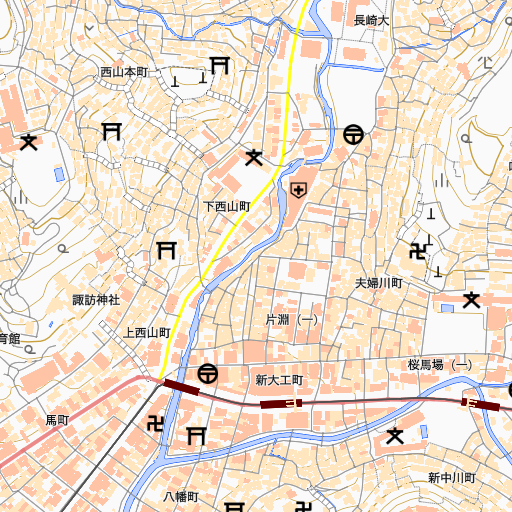 長崎大
西山本町
下西山町
夫婦川町
諏訪神社
片淵（一）
上西山町
育館
桜馬場（一）
新大工町
馬町
新中川町
八幡町